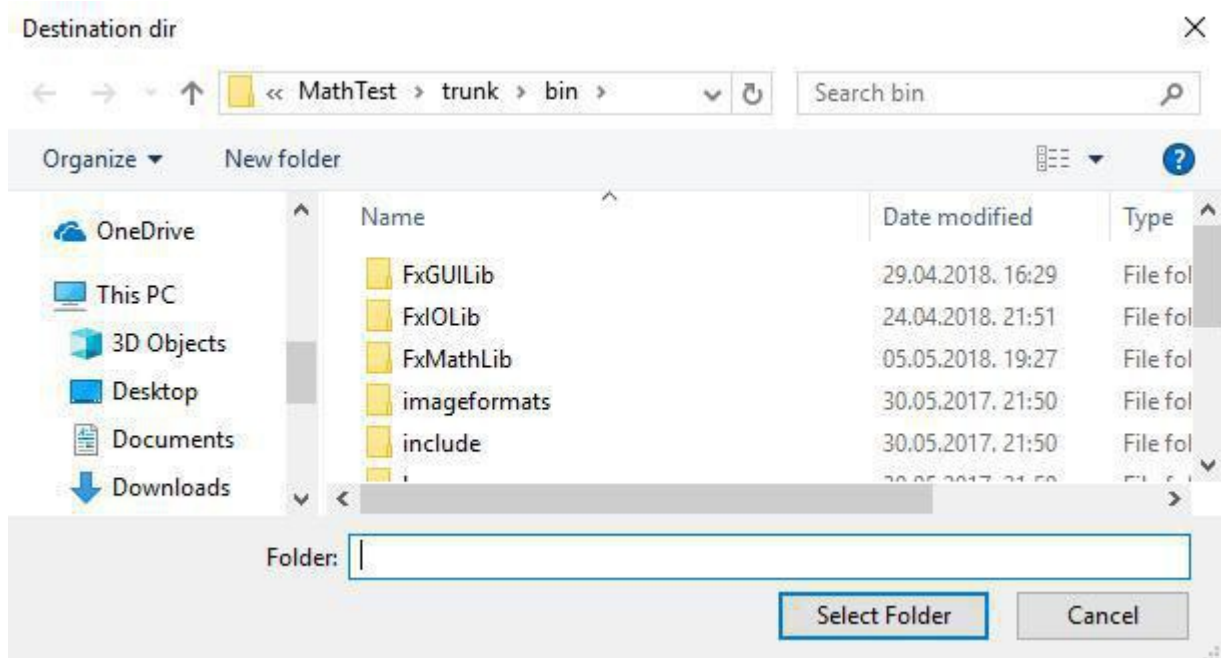 Destination dir
« MathTest › trunk › bin › Search bin
Organize New folder ?
Name Date modified Type
OneDrive
This PC
3D Objects
Desktop
Documents
Downloads
FxGUILib 29.04.2018. 16:29 File fol
FxIOLib 24.04.2018. 21:51 File fol
FxMathLib 05.05.2018. 19:27 File fol
imageformats 30.05.2017. 21:50 File fol
include 30.05.2017. 21:50 File fol
Folder:
Select Folder Cancel